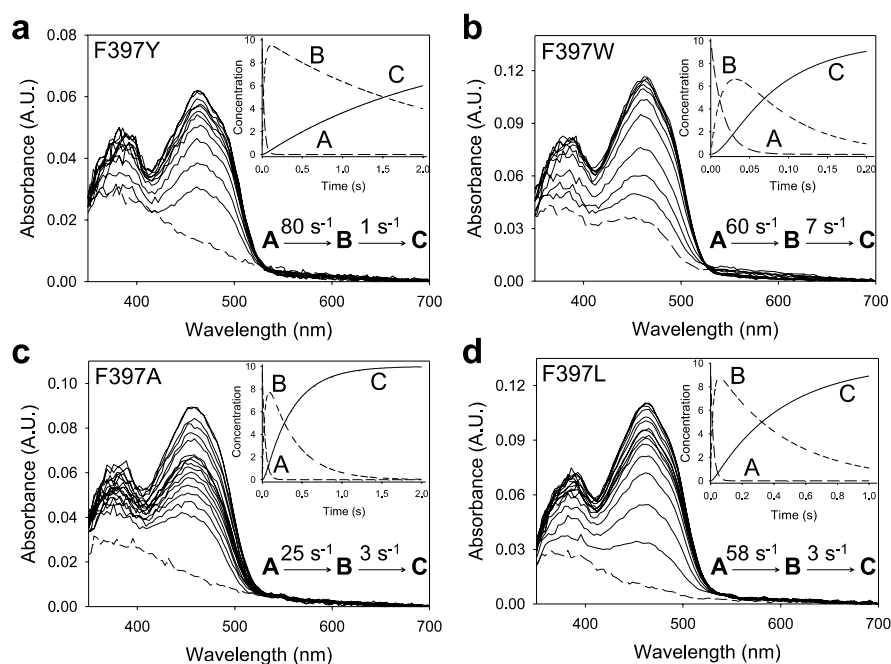 a
F397Y
0.08
0.06
0.04
0.02
0.00
Absorbance (A.U.)
400 500 600 700
Wavelength (nm)
Concentration
10
8
6
4
2
0
0.0 0.5 1.0 1.5 2.0
Time (s)
B
C
A
80 s-1 1 s-1
A B C
b
F397W
0.12
0.09
0.06
0.03
0.00
Absorbance (A.U.)
400 500 600 700
Wavelength (nm)
Concentration
10
8
6
4
2
0
0.00 0.05 0.10 0.15 0.20
Time (s)
B
C
A
60 s-1 7 s-1
A B C
c
F397A
0.10
0.08
0.06
0.04
0.02
0.00
Absorbance (A.U.)
400 500 600 700
Wavelength (nm)
Concentration
10
8
6
4
2
0
0.0 0.5 1.0 1.5 2.0
Time (s)
B
C
A
25 s-1 3 s-1
A B C
d
F397L
0.12
0.09
0.06
0.03
0.00
Absorbance (A.U.)
400 500 600 700
Wavelength (nm)
Concentration
10
8
6
4
2
0
0.0 0.2 0.4 0.6 0.8 1.0
Time (s)
B
C
A
58 s-1 3 s-1
A B C